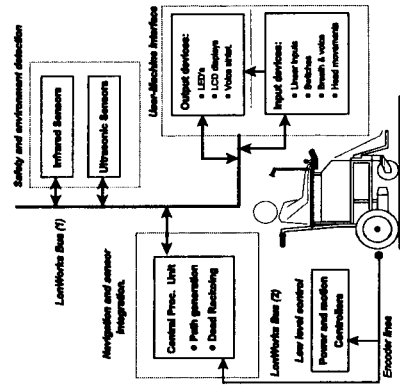 Safety and environment detection
Infrared Sensors
Ultrasonic Sensors
User-Machine Interface
Output devices:
● LED's
● LCD displays
● Voice sintet.
Input devices:
● Linear inputs
● Switches
● Breath & voice
● Head movements
LonWorks Bus (1)
Navigation and sensor
integration.
Central Proc. Unit
● Path generation
● Dead Reckoning
LonWorks Bus (2)
Low level control
Power and motion
Controllers
Encoder lines